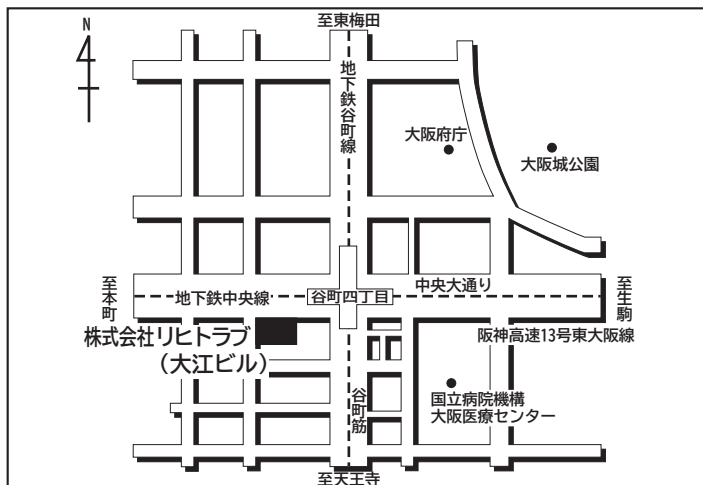 至東梅田
N
地下鉄谷町線
大阪府庁
大阪城公園
至本町
地下鉄中央線
谷町四丁目
中央大通り
至生駒
株式会社リヒトラブ
(大江ビル)
阪神高速13号東大阪線
谷町筋
国立病院機構
大阪医療センター
至天王寺